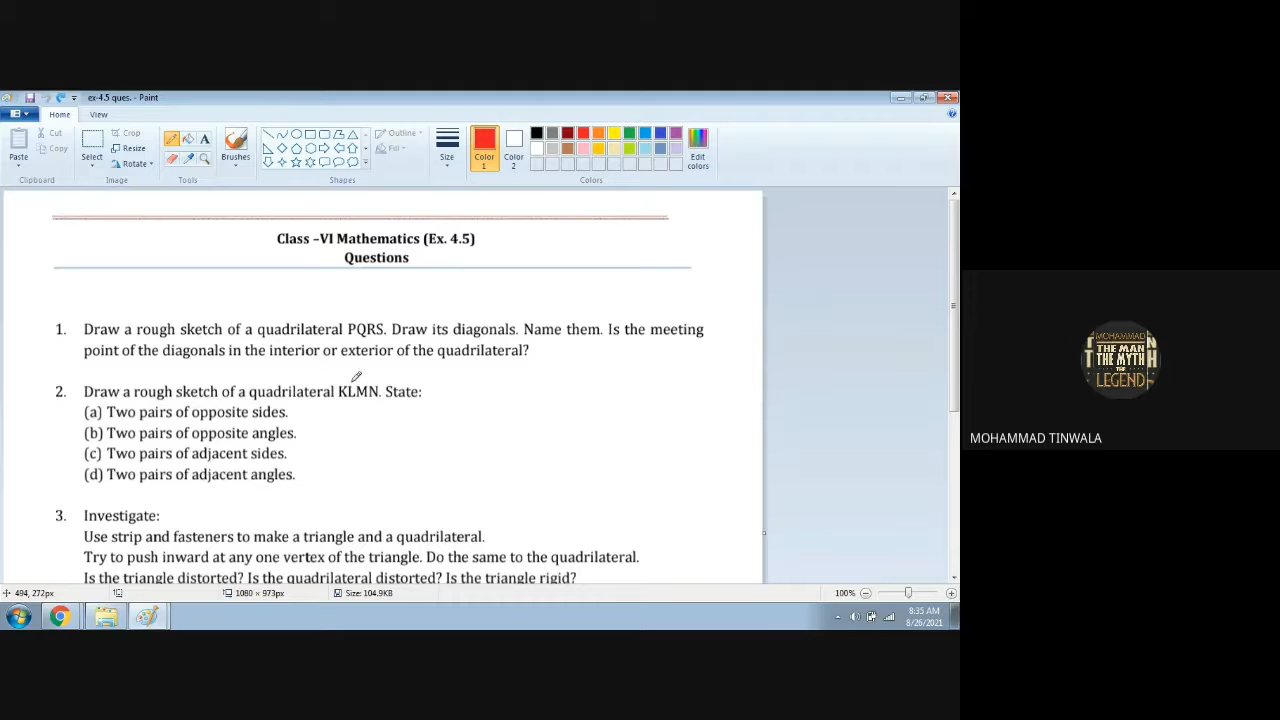 ex-4.5 ques. - Paint
Home
View
Paste
Cut
Copy
Clipboard
Select
Crop
Resize
Rotate
Image
A
Tools
Brushes
Outline
Fill
Shapes
Size
Color 1
Color 2
Edit colors
Colors
Class –VI Mathematics (Ex. 4.5)
Questions
1. Draw a rough sketch of a quadrilateral PQRS. Draw its diagonals. Name them. Is the meeting
point of the diagonals in the interior or exterior of the quadrilateral?
2. Draw a rough sketch of a quadrilateral KLMN. State:
(a) Two pairs of opposite sides.
(b) Two pairs of opposite angles.
(c) Two pairs of adjacent sides.
(d) Two pairs of adjacent angles.
3. Investigate:
Use strip and fasteners to make a triangle and a quadrilateral.
Try to push inward at any one vertex of the triangle. Do the same to the quadrilateral.
Is the triangle distorted? Is the quadrilateral distorted? Is the triangle rigid?
494, 272px
1080 × 973px
Size: 104.9KB
100%
8:35 AM
8/26/2021
MOHAMMAD
THE MAN
THE MYTH
THE
LEGEND
MOHAMMAD TINWALA